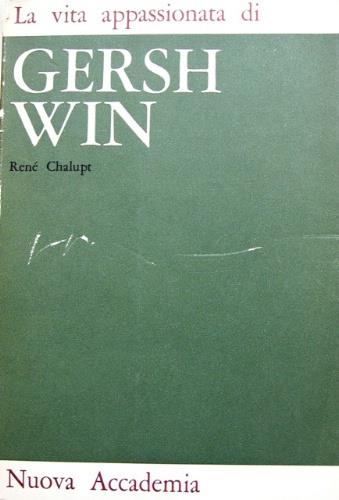 La vita appassionata di
GERSH
WIN
René Chalupt
Nuova Accademia